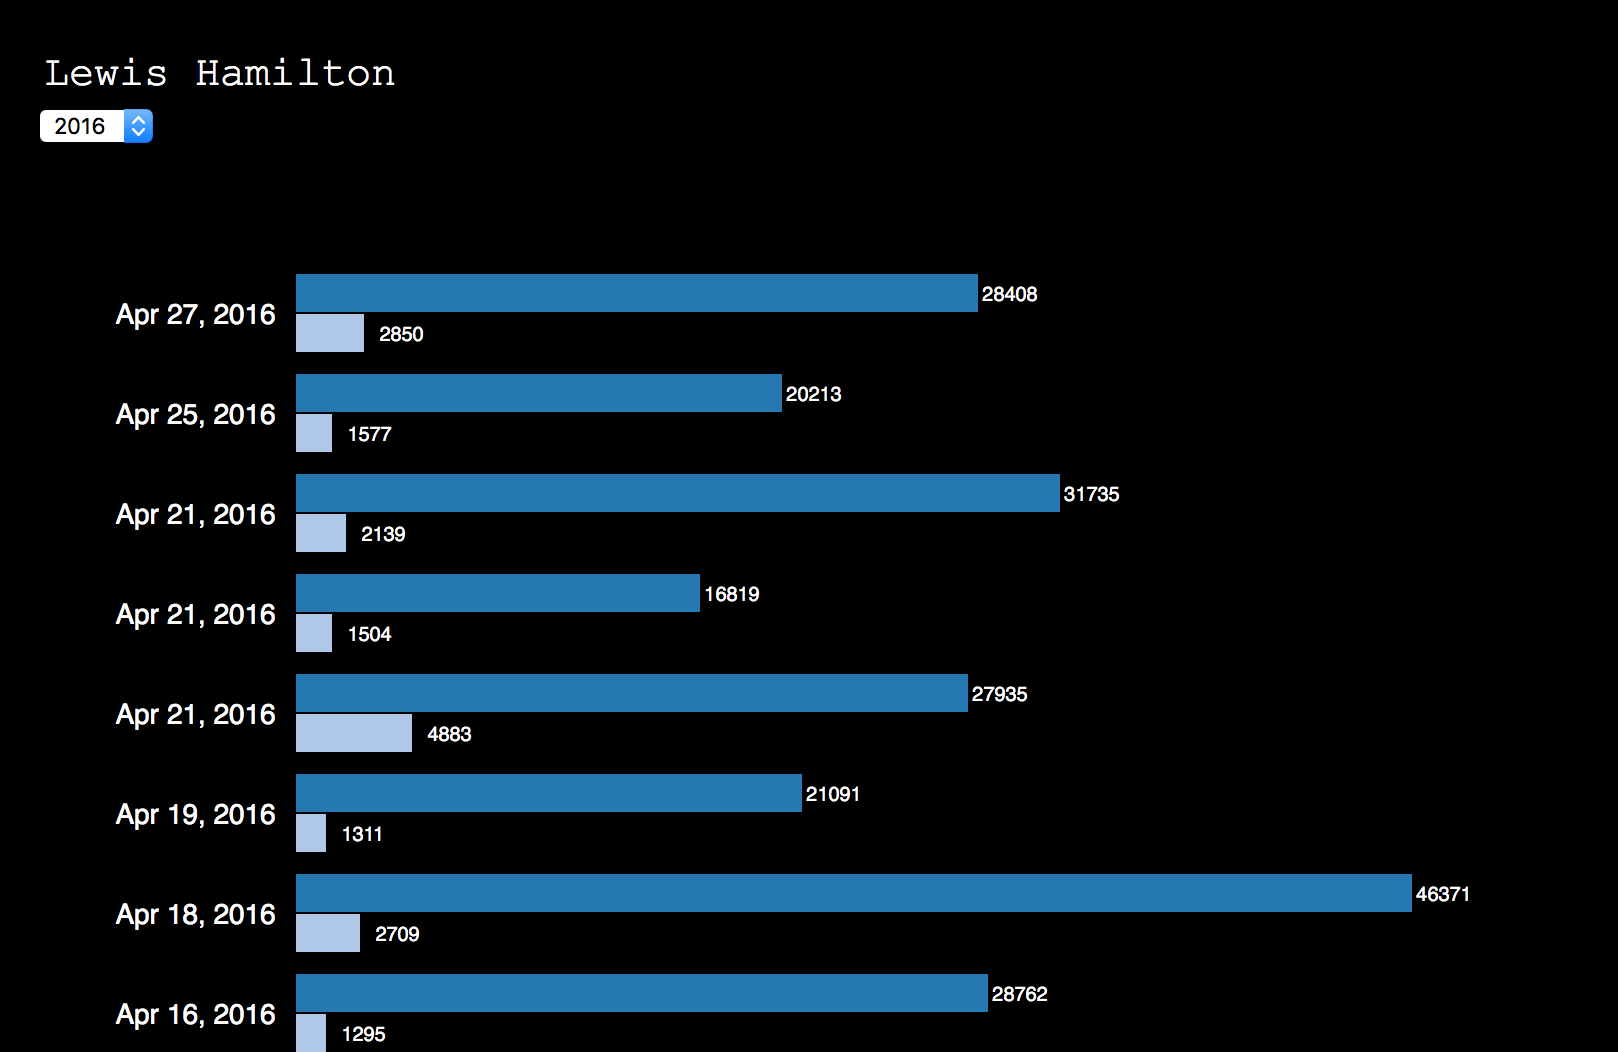 Lewis Hamilton
2016
28408
Apr 27, 2016
2850
20213
Apr 25, 2016
1577
31735
Apr 21, 2016
2139
16819
Apr 21, 2016
1504
27935
Apr 21, 2016
4883
21091
Apr 19, 2016
1311
46371
Apr 18, 2016
2709
28762
Apr 16, 2016
1295